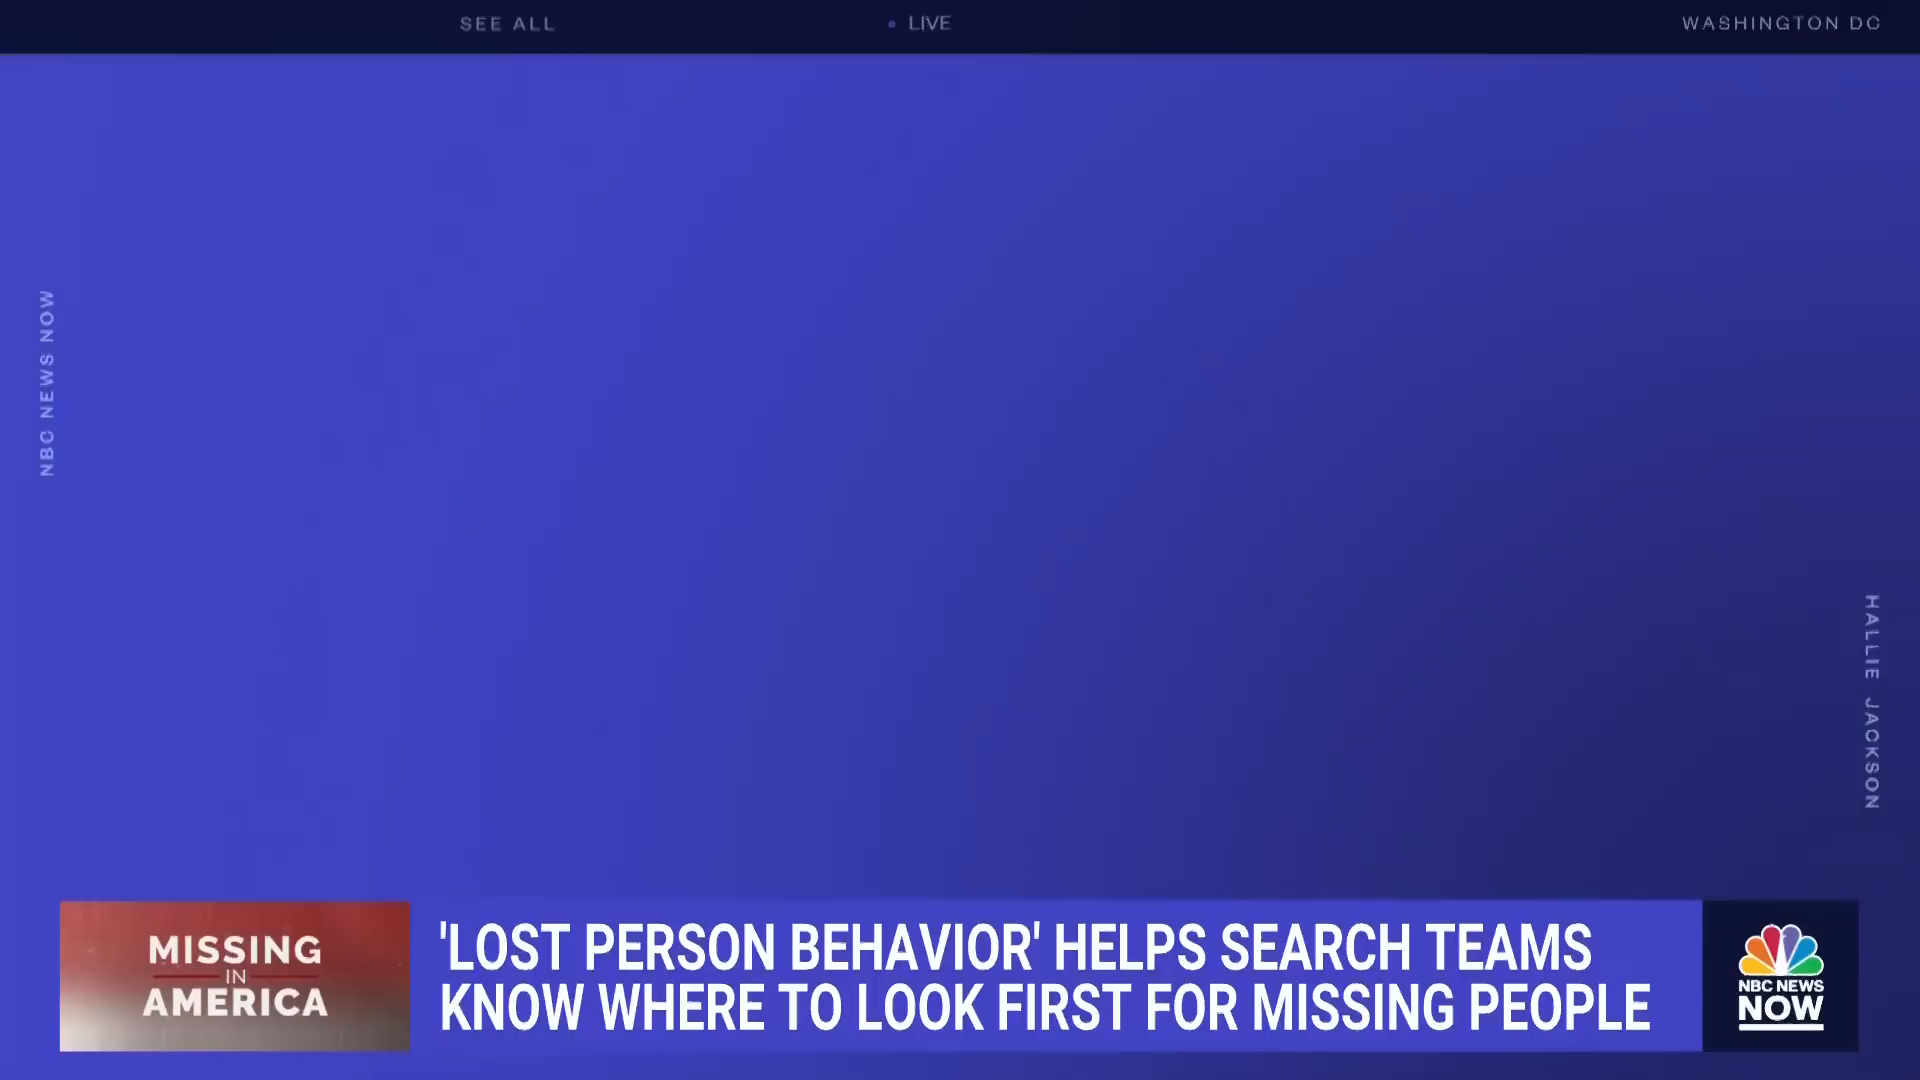 SEE ALL
LIVE
WASHINGTON DC
NBC NEWS NOW
HALLIE JACKSON
MISSING
IN
AMERICA
'LOST PERSON BEHAVIOR' HELPS SEARCH TEAMS
KNOW WHERE TO LOOK FIRST FOR MISSING PEOPLE
NBC NEWS
NOW